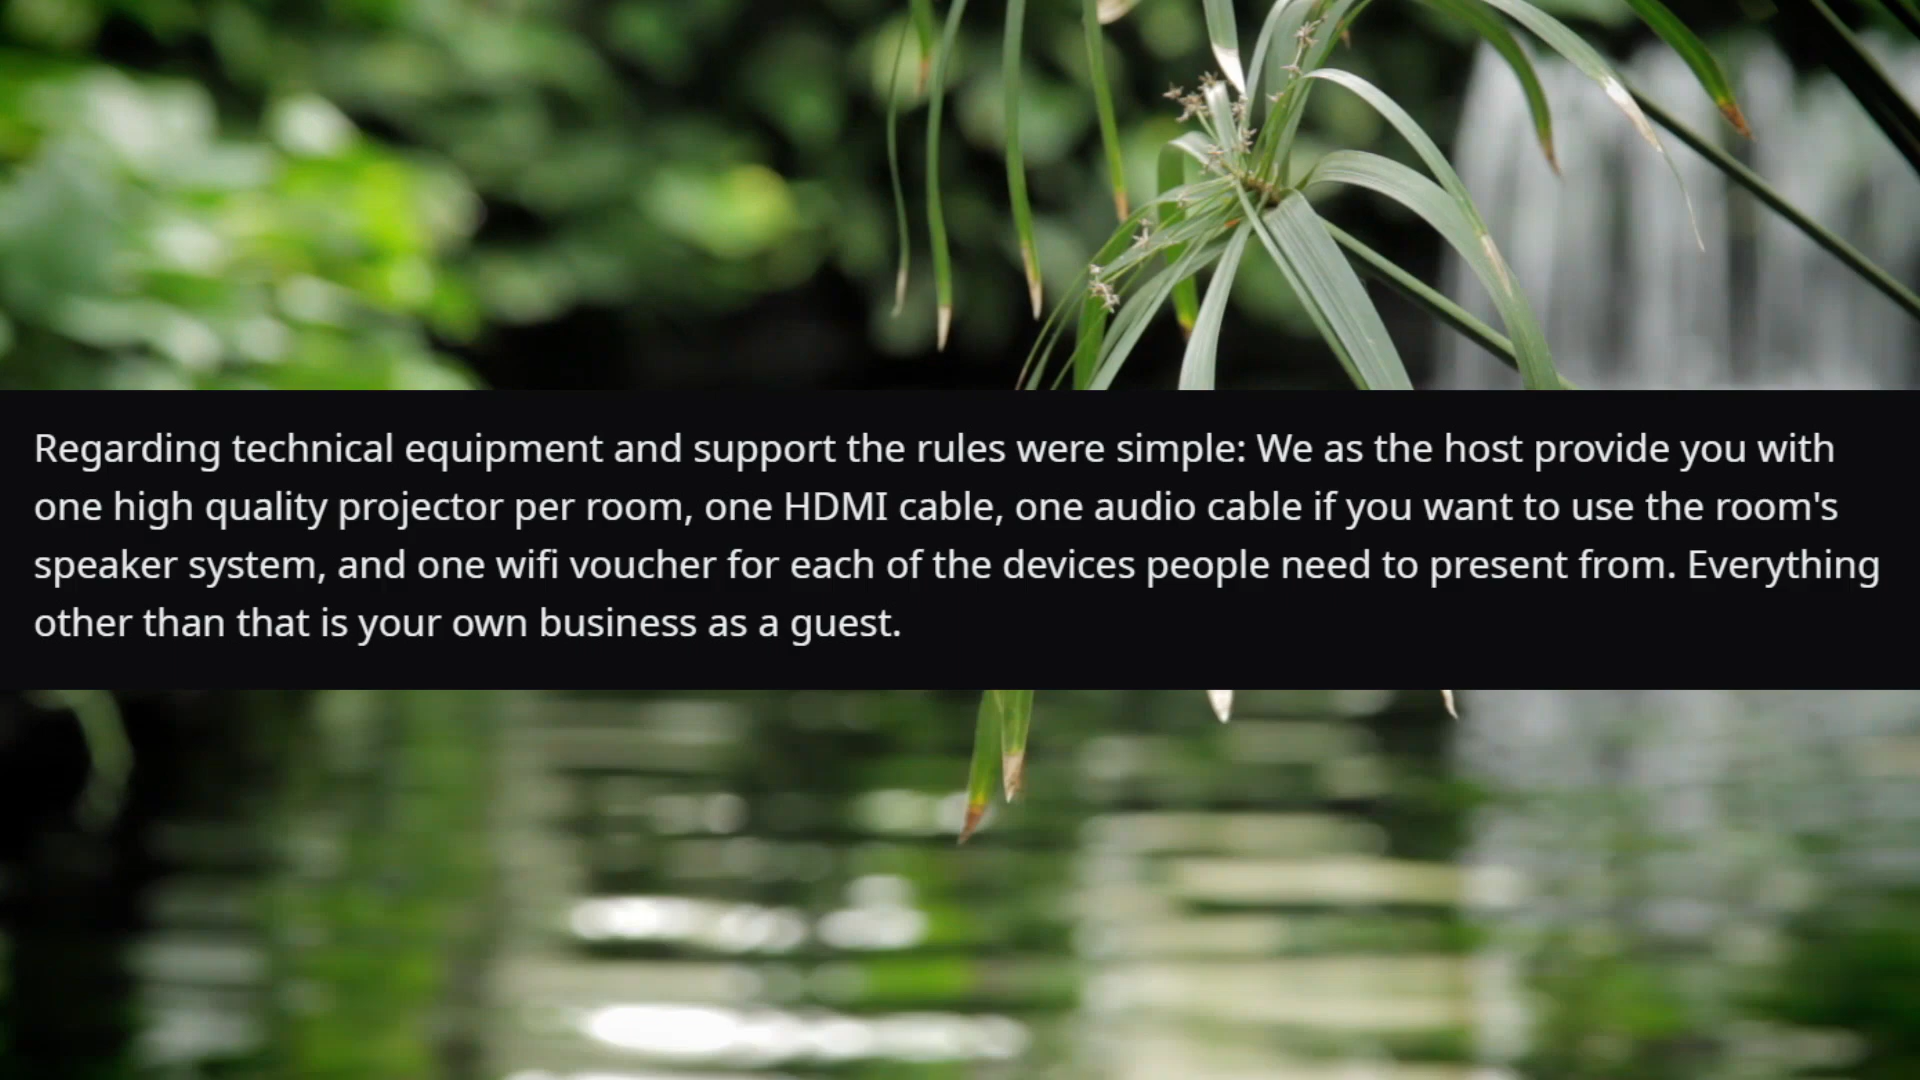 Regarding technical equipment and support the rules were simple: We as the host provide you with
one high quality projector per room, one HDMI cable, one audio cable if you want to use the room's
speaker system, and one wifi voucher for each of the devices people need to present from. Everything
other than that is your own business as a guest.